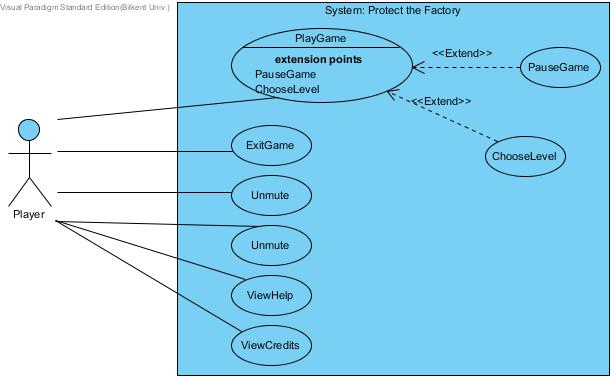 Visual Paradigm Standard Edition(Bilkent Univ.)
System: Protect the Factory
PlayGame
extension points
PauseGame
ChooseLevel
<<Extend>>
PauseGame
<<Extend>>
ChooseLevel
ExitGame
Unmute
Player
Unmute
ViewHelp
ViewCredits